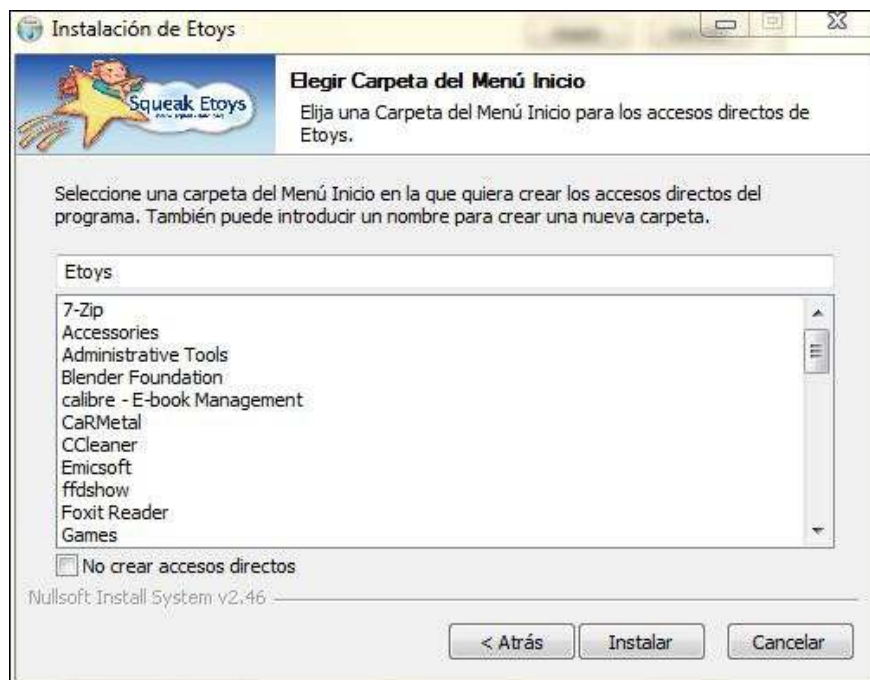 Instalación de Etoys
Squeak Etoys
Elegir Carpeta del Menú Inicio
Elija una Carpeta del Menú Inicio para los accesos directos de
Etoys.
Seleccione una carpeta del Menú Inicio en la que quiera crear los accesos directos del
programa. También puede introducir un nombre para crear una nueva carpeta.
Etoys
7-Zip
Accessories
Administrative Tools
Blender Foundation
calibre - E-book Management
CaRMetal
CCleaner
Emicsoft
ffdshow
Foxit Reader
Games
No crear accesos directos
Nullsoft Install System v2.46
< Atrás
Instalar
Cancelar